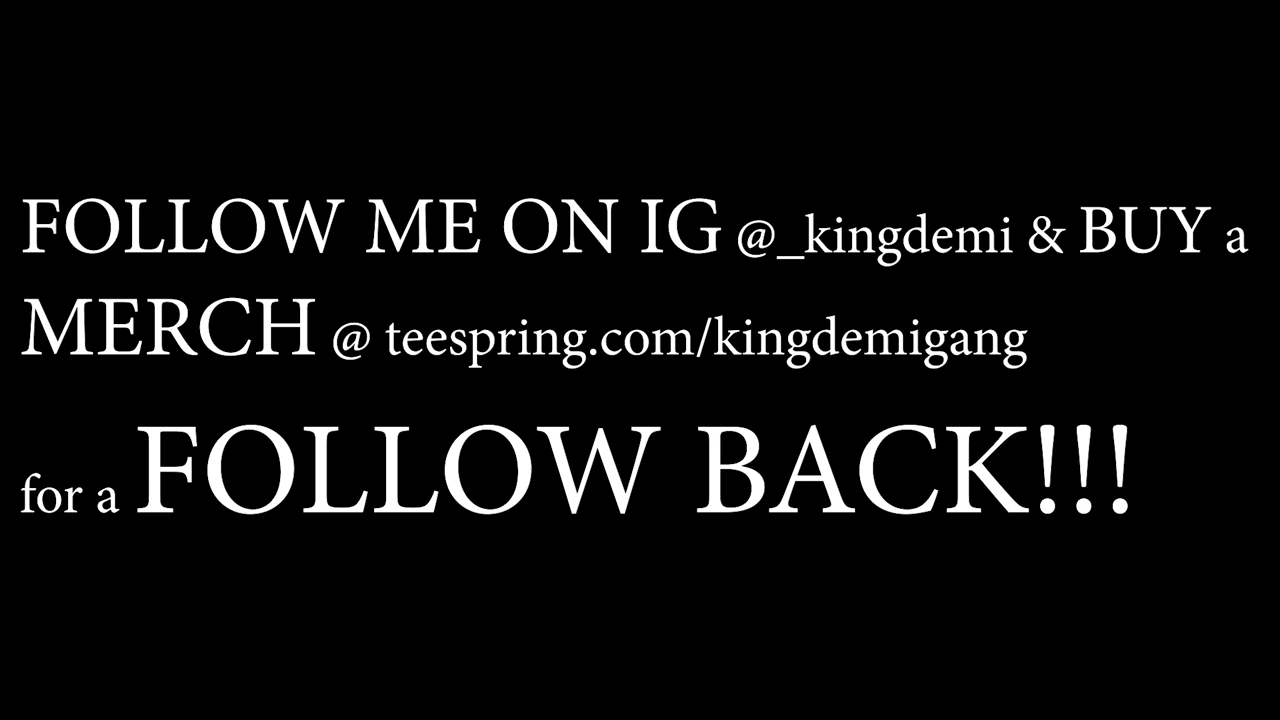 FOLLOW ME ON IG @_kingdemi & BUY a
MERCH @ teespring.com/kingdemigang
for a FOLLOW BACK!!!